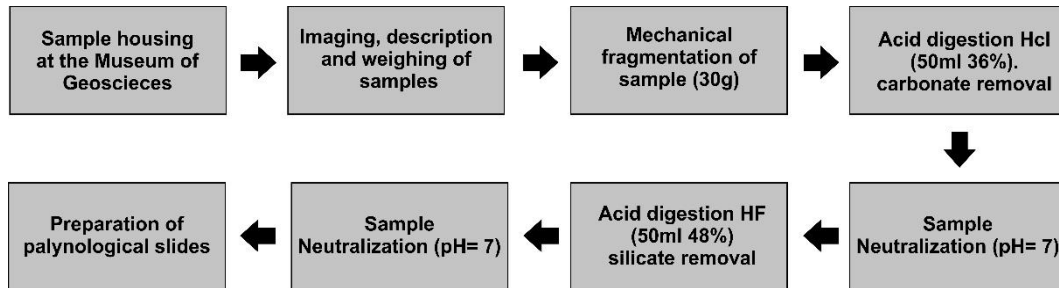 Sample housing
at the Museum of
Geoscieces
Imaging, description
and weighing of
samples
Mechanical
fragmentation
of sample (30g)
Acid digestion Hcl
(50ml 36%).
carbonate removal
Sample
Neutralization (pH= 7)
Acid digestion HF
(50ml 48%)
silicate removal
Sample
Neutralization (pH= 7)
Preparation of
palynological slides